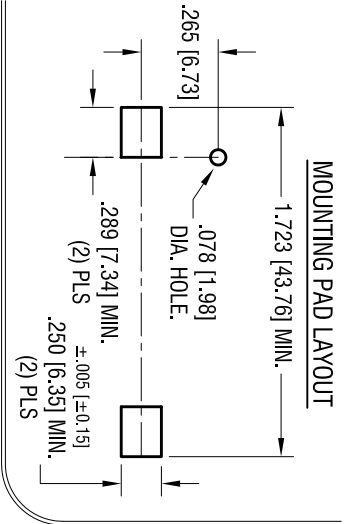 MOUNTING PAD LAYOUT
1.723 [43.76] MIN.
.265 [6.73]
.078 [1.98]
DIA. HOLE.
.289 [7.34] MIN.
(2) PLS
±.005 [±0.15]
.250 [6.35] MIN.
(2) PLS